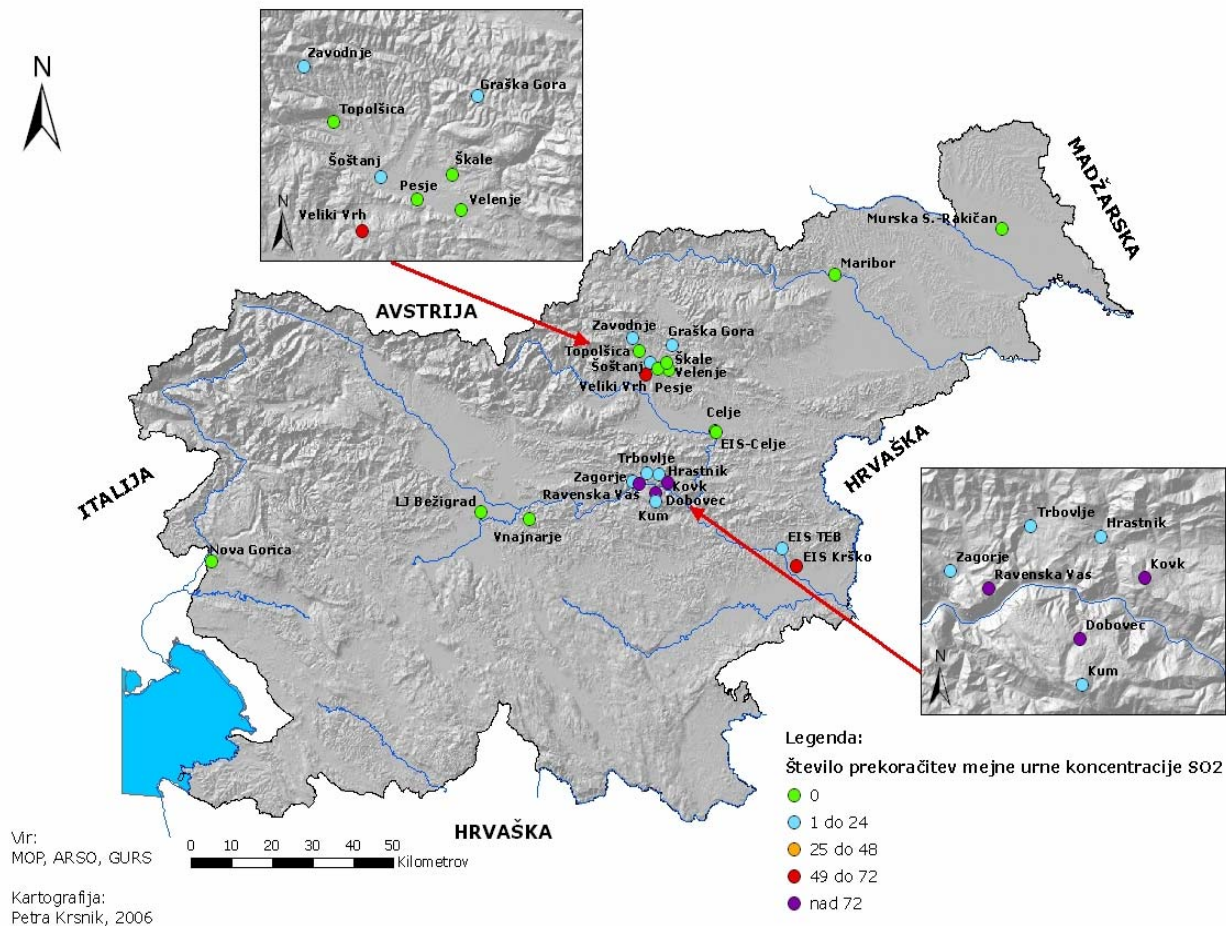 Zavodnje
Graška Gora
Topolšica
Šoštanj
Škale
Pesje
Velenje
Veliki Vrh
N
N
MADŽARSKA
Murska S.-Rakičan
Maribor
AVSTRIJA
Zavodnje
Graška Gora
Topolšica
Škale
Šoštanj
Velenje
Veliki Vrh
Pesje
Celje
EIS-Celje
HRVAŠKA
ITALIJA
Trbovlje
Zagorje
Hrastnik
Ravenska Vas
Kovk
LJ Bežigrad
Dobovec
Kum
Vnajnarje
Nova Gorica
EIS TEB
EIS Krško
Trbovlje
Hrastnik
Zagorje
Kovk
Ravenska Vas
Dobovec
N
Kum
Legenda:
Število prekoračitev mejne urne koncentracije SO2
0
1 do 24
25 do 48
49 do 72
nad 72
HRVAŠKA
Vir:
MOP, ARSO, GURS
0 10 20 30 40 50
Kilometrov
Kartografija:
Petra Krsnik, 2006